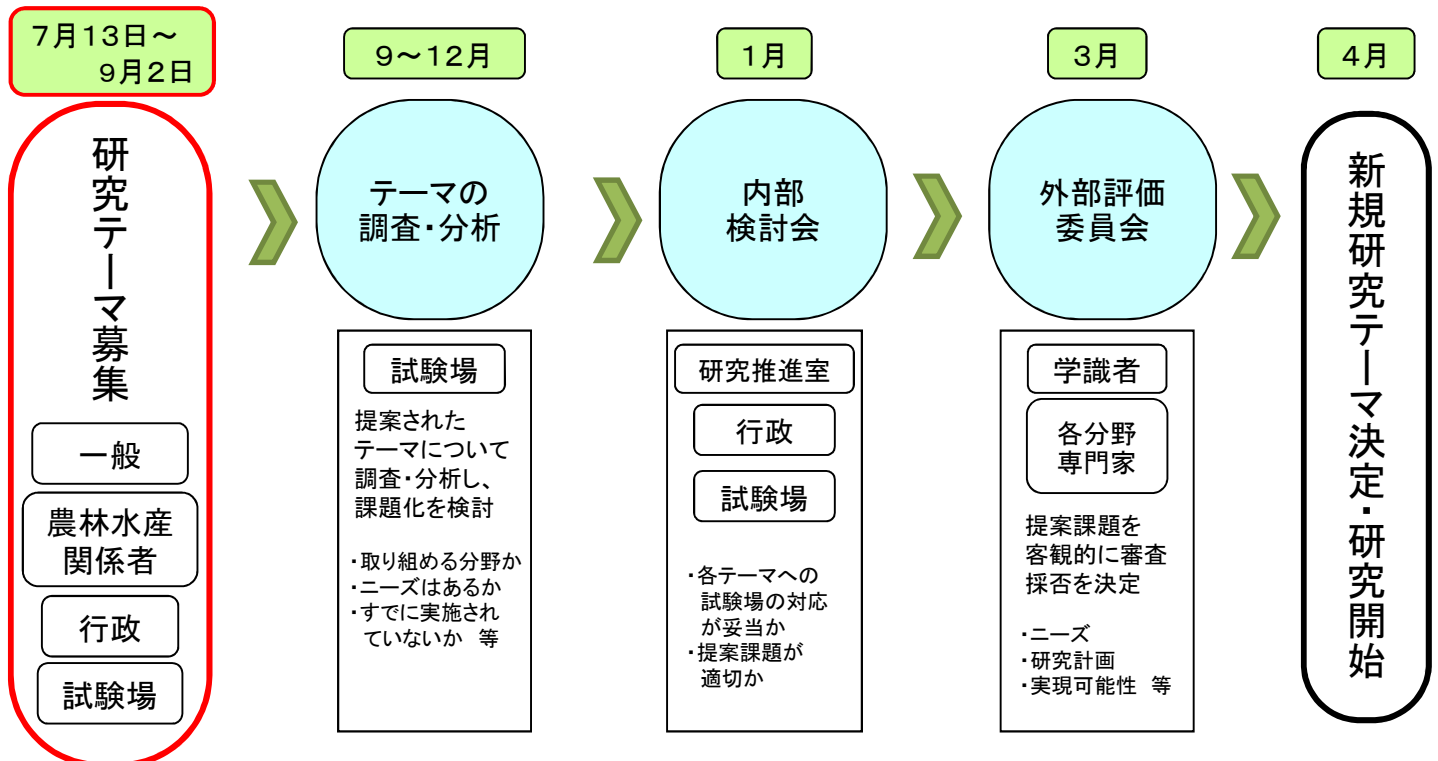 7月13日～
9月2日
研究テーマ募集
一般
農林水産
関係者
行政
試験場
9～12月
テーマの
調査・分析
試験場
提案された
テーマについて
調査・分析し、
課題化を検討
・取り組める分野か
・ニーズはあるか
・すでに実施され
ていないか　等
1月
内部
検討会
研究推進室
行政
試験場
・各テーマへの
試験場の対応
が妥当か
・提案課題が
適切か
3月
外部評価
委員会
学識者
各分野
専門家
提案課題を
客観的に審査
採否を決定
・ニーズ
・研究計画
・実現可能性　等
4月
新規研究テーマ決定・研究開始